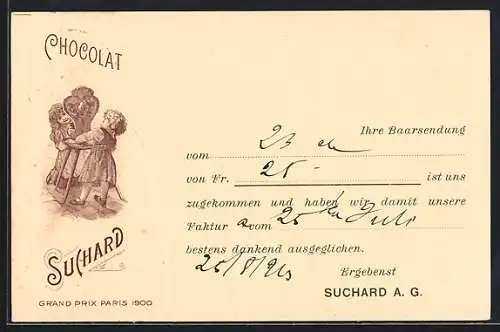 CHOCOLAT
SUCHARD
GRAND PRIX PARIS 1900
Ihre Baarsendung
vom 23
von Fr. 25.- ist uns
zugekommen und haben wir damit unsere
Faktur vom 25 Juli
bestens dankend ausgeglichen.
Ergebenst
SUCHARD A. G.